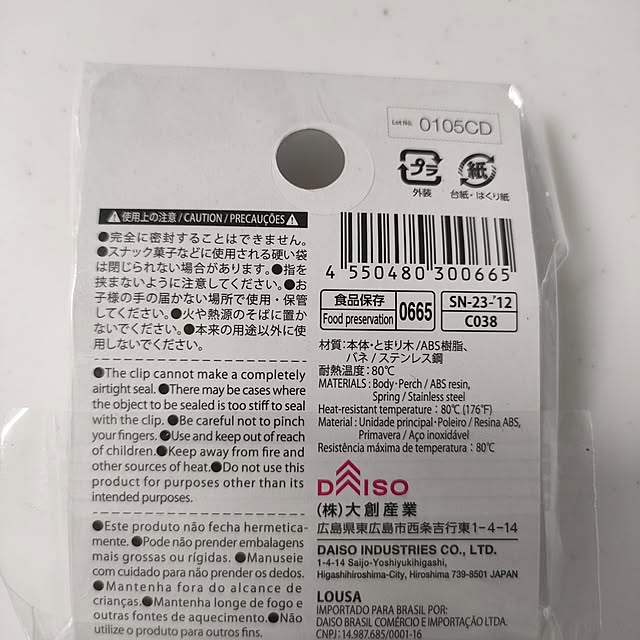 Lot No. 0105CD
プラ
外装
紙
台紙・はくり紙
⚠使用上の注意/CAUTION/PRECAUÇÕES⚠
●完全に密封することはできません。
●スナック菓子などに使用される硬い袋
は閉じられない場合があります。●指を
挟まないように注意してください。●お
子様の手の届かない場所で使用・保管
してください。●火や熱源のそばに置か
ないでください。●本来の用途以外に使
用しないでください。
●The clip cannot make a completely
airtight seal. ●There may be cases where
the object to be sealed is too stiff to seal
with the clip. ●Be careful not to pinch
your fingers. ●Use and keep out of reach
of children.●Keep away from fire and
other sources of heat.●Do not use this
product for purposes other than its
intended purposes.
●Este produto não fecha hermetica-
mente. ●Pode não prender embalagens
mais grossas ou rígidas. ●Manuseie
com cuidado para não prender os dedos.
●Mantenha fora do alcance de
crianças.●Mantenha longe de fogo e
outras fontes de aquecimento. ●Não
utilize o produto para outros fins.
4 550480 300665
食品保存
Food preservation
0665
SN-23-'12
C038
材質:本体・とまり木/ABS樹脂、
バネ/ステンレス鋼
耐熱温度:80℃
MATERIALS : Body・Perch / ABS resin,
Spring / Stainless steel
Heat-resistant temperature : 80℃ (176℉)
Material : Unidade principal・Poleiro / Resina ABS,
Primavera / Aço inoxidável
Resistência máxima de temperatura : 80℃
DAISO
(株)大創産業
広島県東広島市西条吉行東1-4-14
DAISO INDUSTRIES CO., LTD.
1-4-14 Saijo-Yoshiyukihigashi,
Higashihiroshima-City, Hiroshima 739-8501 JAPAN
LOUSA
IMPORTADO PARA BRASIL POR:
DAISO BRASIL COMÉRCIO E IMPORTAÇÃO LTDA.
CNPJ: 14.987.685/0001-16